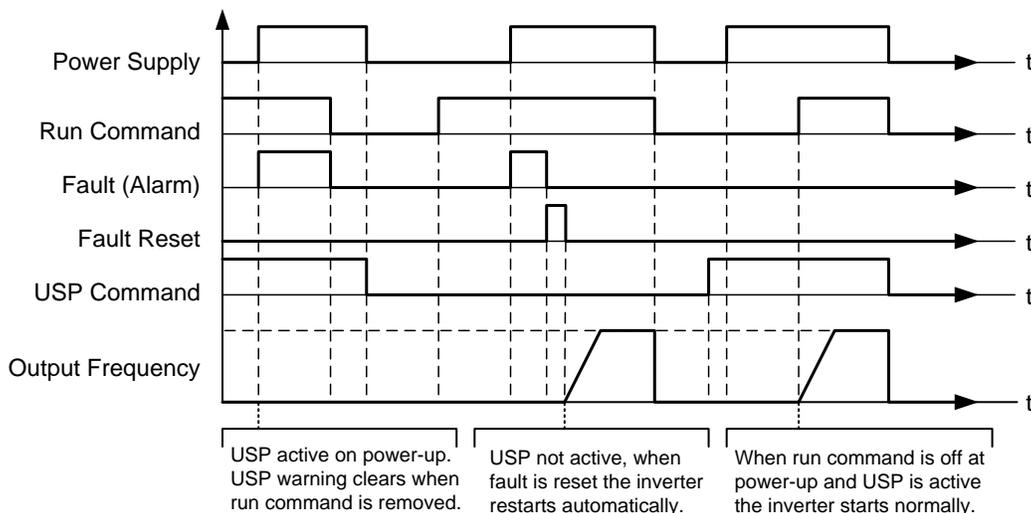 Power Supply
t
Run Command
t
Fault (Alarm)
t
Fault Reset
t
USP Command
t
Output Frequency
t
USP active on power-up.
USP warning clears when
run command is removed.
USP not active, when
fault is reset the inverter
restarts automatically.
When run command is off at
power-up and USP is active
the inverter starts normally.